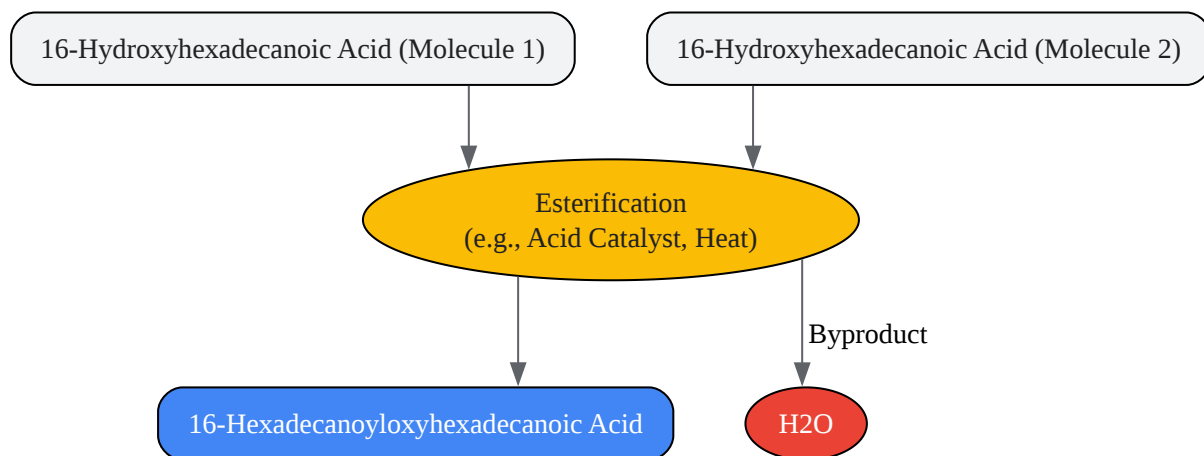 16-Hydroxyhexadecanoic Acid (Molecule 1)
16-Hydroxyhexadecanoic Acid (Molecule 2)
Esterification
(e.g., Acid Catalyst, Heat)
Byproduct
16-Hexadecanoyloxyhexadecanoic Acid
H2O